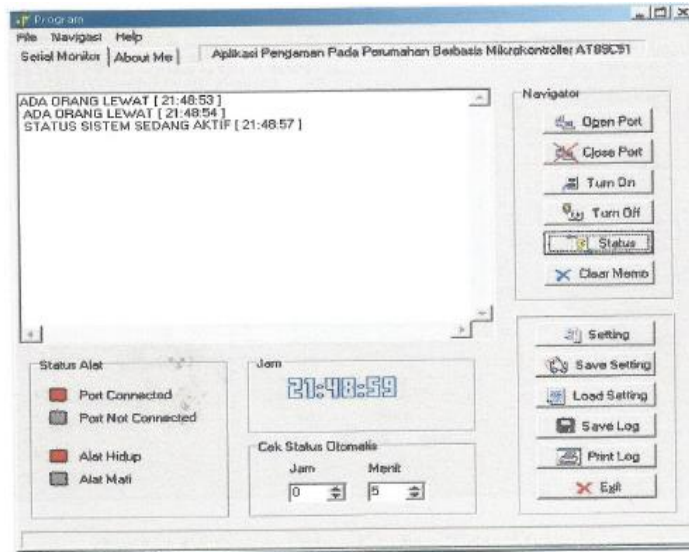 Program
File Navigasi Help
Serial Monitor About Me Aplikasi Pengaman Pada Perumahan Berbasis Mikrokontroller AT89C51
ADA ORANG LEWAT [ 21:48:53 ]
ADA ORANG LEWAT [ 21:48:54 ]
STATUS SISTEM SEDANG AKTIF [ 21:48:57 ]
Navigator
Open Port
Close Port
Turn On
Turn Off
Status
Clear Memo
Setting
Save Setting
Load Setting
Save Log
Print Log
Exit
Status Alat
Port Connected
Port Not Connected
Alat Hidup
Alat Mati
Jam
21:48:59
Cek Status Otomatis
Jam Menit
0 5